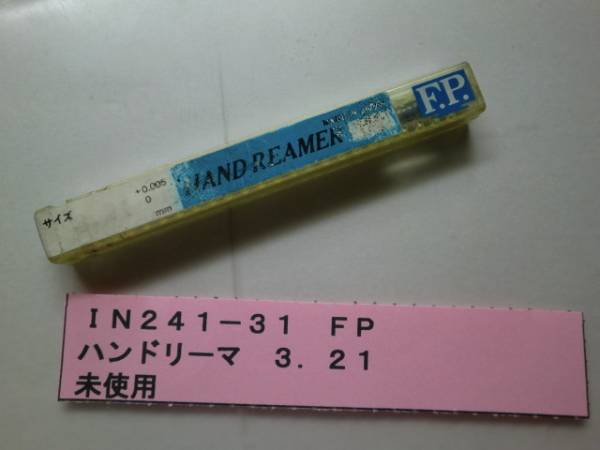 F.P.
HAND REAMER
+0.005
0
mm
サイズ
IN241-31 FP
ハンドリーマ 3.21
未使用